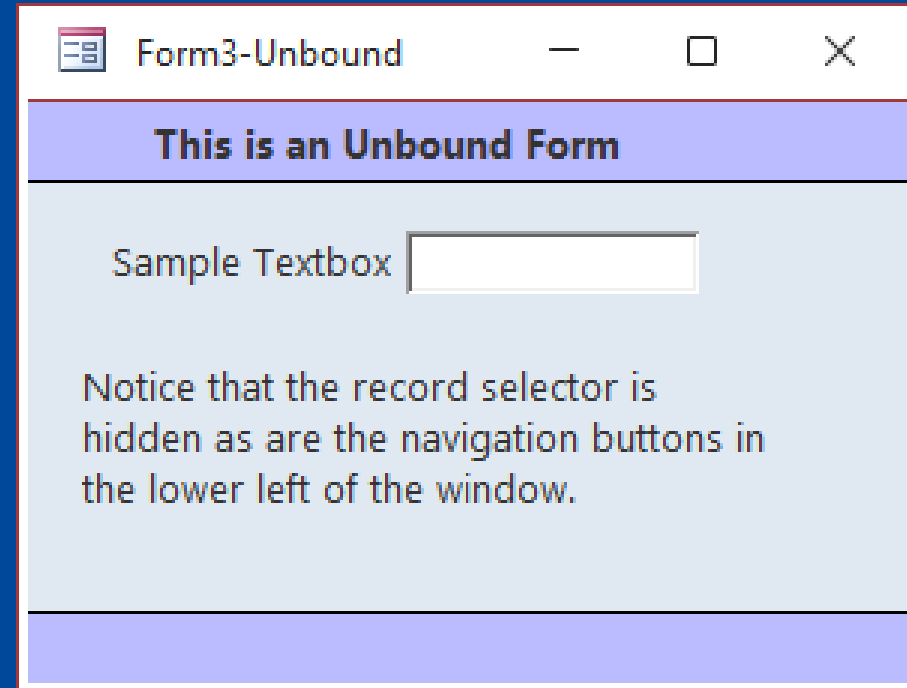 Form3-Unbound
This is an Unbound Form
Sample Textbox
Notice that the record selector is
hidden as are the navigation buttons in
the lower left of the window.